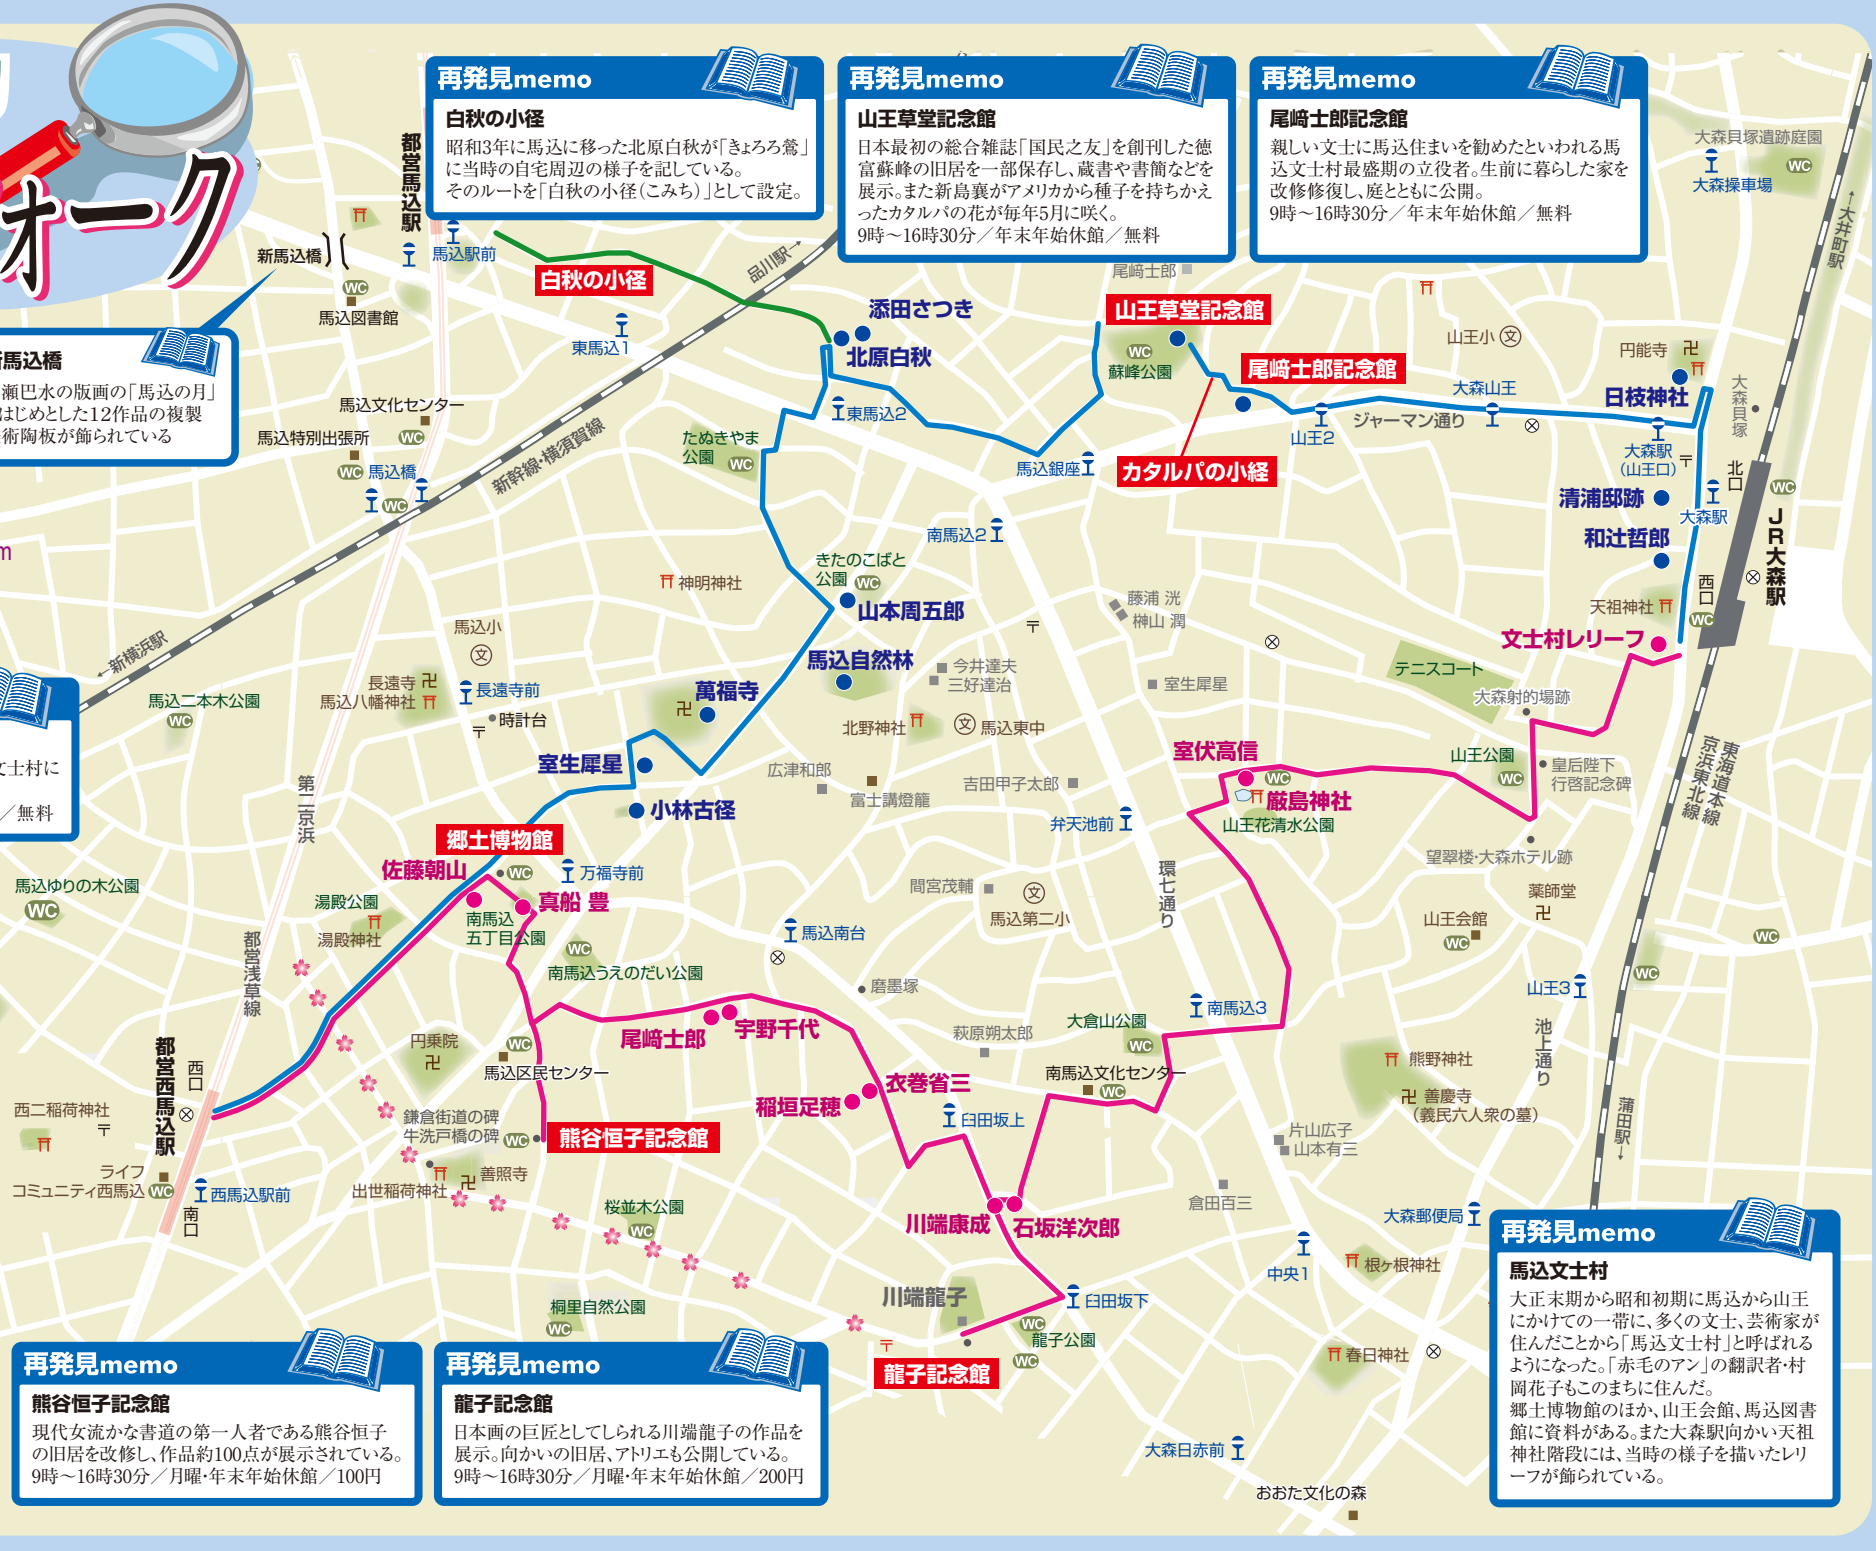 ォーク
再発見memo
白秋の小径
昭和3年に馬込に移った北原白秋が「きょろろ鶯」
に当時の自宅周辺の様子を記している。
そのルートを「白秋の小径（こみち）」として設定。
再発見memo
山王草堂記念館
日本最初の総合雑誌「国民之友」を創刊した徳
富蘇峰の旧居を一部保存し、蔵書や書簡などを
展示。また新島襄がアメリカから種子を持ちかえ
ったカタルパの花が毎年5月に咲く。
9時～16時30分／年末年始休館／無料
再発見memo
尾﨑士郎記念館
親しい文士に馬込住まいを勧めたといわれる馬
込文士村最盛期の立役者。生前に暮らした家を
改修修復し、庭とともに公開。
9時～16時30分／年末年始休館／無料
大森貝塚遺跡庭園
WC
大森操車場
←大井町駅
都営馬込駅
馬込駅前
新馬込橋
WC
馬込図書館
白秋の小径
品川駅→
東馬込1
添田さつき
北原白秋
尾﨑士郎
山王草堂記念館
WC
蘇峰公園
尾﨑士郎記念館
カタルパの小経
山王小
文
円能寺
日枝神社
大森貝塚
大森山王
ジャーマン通り
山王2
大森駅
（山王口）
北口
WC
清浦邸跡
大森駅
JR大森駅
和辻哲郎
西口
WC
天祖神社
文士村レリーフ
新馬込橋
瀬巴水の版画の「馬込の月」
はじめとした12作品の複製
術陶板が飾られている
馬込文化センター
WC
馬込特別出張所
WC
馬込橋
WC
新幹線・横須賀線
たぬきやま
公園
WC
東馬込2
馬込銀座
南馬込2
m
きたのこばと
公園
WC
山本周五郎
神明神社
馬込小
文
←新横浜駅
馬込自然林
今井達夫
三好達治
藤浦 洸
榊山 潤
室生犀星
テニスコート
大森射的場跡
山王公園
WC
皇后陛下
行啓記念碑
東海道本線
京浜東北線
文士村に
／無料
馬込二本木公園
WC
長遠寺
馬込八幡神社
長遠寺前
時計台
萬福寺
北野神社
文
馬込東中
室生犀星
小林古径
広津和郎
富士講燈籠
吉田甲子太郎
弁天池前
室伏高信
WC
厳島神社
山王花清水公園
望翠楼・大森ホテル跡
薬師堂
山王会館
WC
WC
WC
第二京浜
郷土博物館
WC
佐藤朝山
真船 豊
万福寺前
南馬込
五丁目公園
馬込ゆりの木公園
WC
湯殿公園
湯殿神社
都営浅草線
WC
南馬込うえのだい公園
馬込南台
磨墨塚
間宮茂輔
文
馬込第二小
環七通り
南馬込3
山王3
池上通り
大倉山公園
WC
萩原朔太郎
南馬込文化センター
WC
尾﨑士郎
宇野千代
衣巻省三
稲垣足穂
円乗院
WC
馬込区民センター
都営西馬込駅
西口
西二稲荷神社
ライフ
コミュニティ西馬込
WC
南口
西馬込駅前
鎌倉街道の碑
牛洗戸橋の碑
WC
熊谷恒子記念館
出世稲荷神社
善照寺
桜並木公園
WC
桐里自然公園
WC
臼田坂上
川端康成
石坂洋次郎
臼田坂下
川端龍子
龍子記念館
WC
龍子公園
WC
熊野神社
善慶寺
（義民六人衆の墓）
蒲田駅→
片山広子
山本有三
倉田百三
大森郵便局
中央1
根ヶ根神社
春日神社
大森日赤前
おおた文化の森
再発見memo
熊谷恒子記念館
現代女流かな書道の第一人者である熊谷恒子
の旧居を改修し、作品約100点が展示されている。
9時～16時30分／月曜・年末年始休館／100円
再発見memo
龍子記念館
日本画の巨匠としてしられる川端龍子の作品を
展示。向かいの旧居、アトリエも公開している。
9時～16時30分／月曜・年末年始休館／200円
再発見memo
馬込文士村
大正末期から昭和初期に馬込から山王
にかけての一帯に、多くの文士、芸術家が
住んだことから「馬込文士村」と呼ばれる
ようになった。「赤毛のアン」の翻訳者・村
岡花子もこのまちに住んだ。
郷土博物館のほか、山王会館、馬込図書
館に資料がある。また大森駅向かい天祖
神社階段には、当時の様子を描いたレリ
ーフが飾られている。